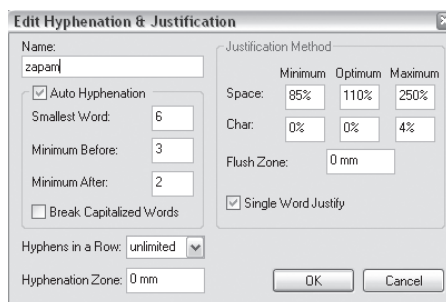 Edit Hyphenation & Justification
Name:
zapam
Auto Hyphenation
Smallest Word: 6
Minimum Before: 3
Minimum After: 2
Break Capitalized Words
Hyphens in a Row: unlimited
Hyphenation Zone: 0 mm
Justification Method
Minimum Optimum Maximum
Space: 85% 110% 250%
Char: 0% 0% 4%
Flush Zone: 0 mm
Single Word Justify
OK Cancel